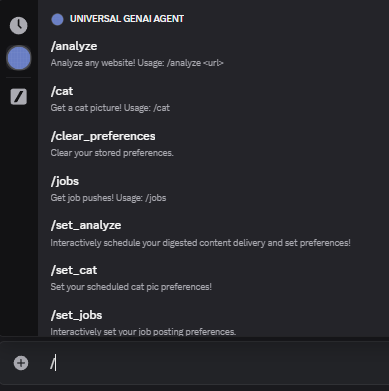 UNIVERSAL GENAI AGENT
/analyze
Analyze any website! Usage: /analyze <url>
/cat
Get a cat picture! Usage: /cat
/clear_preferences
Clear your stored preferences.
/jobs
Get job pushes! Usage: /jobs
/set_analyze
Interactively schedule your digested content delivery and set preferences!
/set_cat
Set your scheduled cat pic preferences!
/set_jobs
Interactively set your job posting preferences.
/